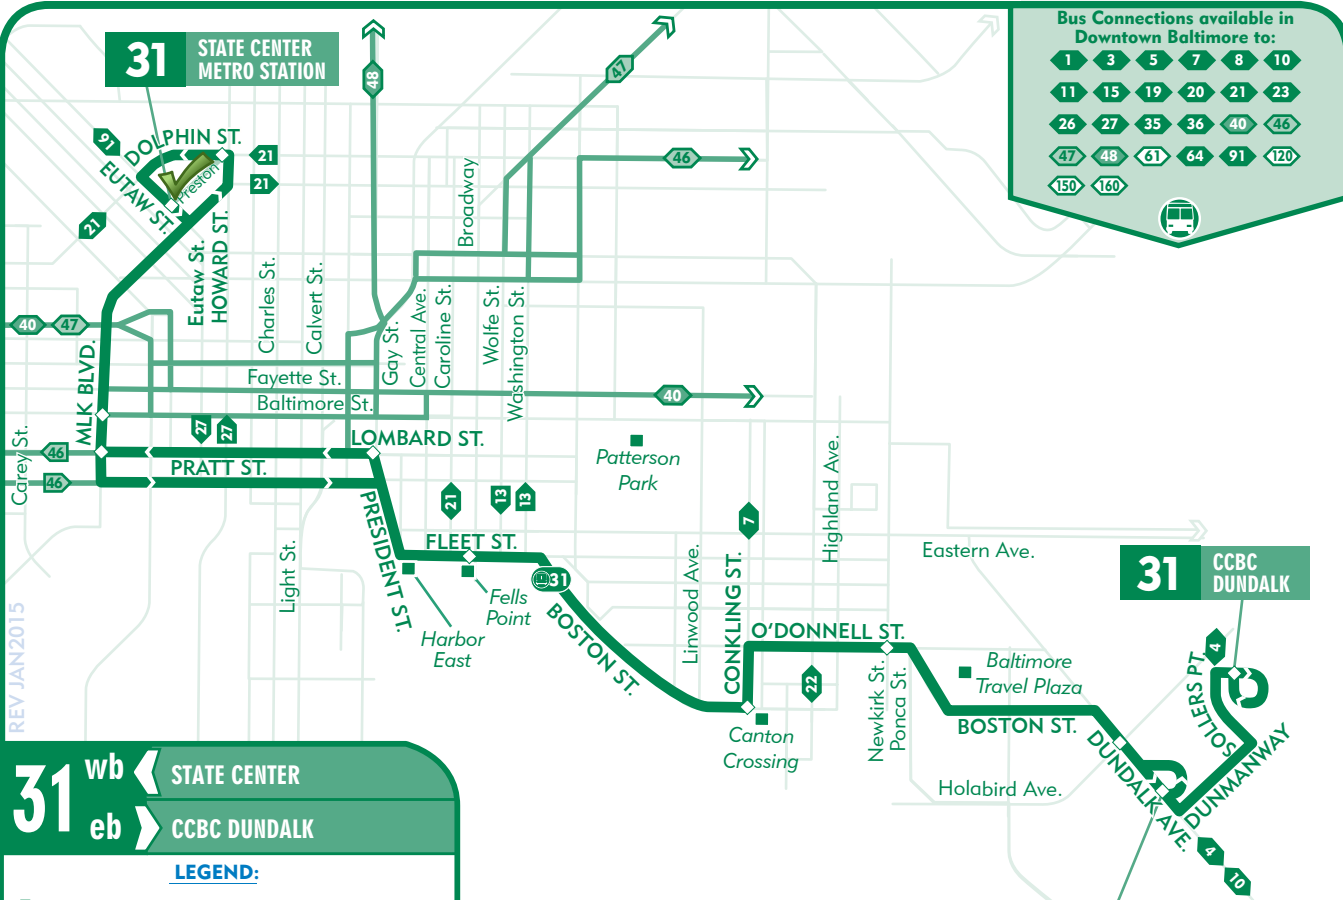 31
STATE CENTER
METRO STATION
48
47
46
Bus Connections available in
Downtown Baltimore to:
1 3 5 7 8 10
11 15 19 20 21 23
26 27 35 36 40 46
47 48 61 64 91 120
150 160
91
DOLPHIN ST.
21
21
EUTAW ST.
Preston
21
Eutaw St.
HOWARD ST.
Charles St.
Calvert St.
Broadway
Gay St.
Central Ave.
Caroline St.
Wolfe St.
Washington St.
40
47
MLK BLVD.
Fayette St.
Baltimore St.
40
27
27
LOMBARD ST.
Carey St.
46
PRATT ST.
46
Patterson
Park
PRESIDENT ST.
21
13
13
7
Highland Ave.
FLEET ST.
Eastern Ave.
Light St.
31
Fells
Point
Harbor
East
BOSTON ST.
Linwood Ave.
CONKLING ST.
O'DONNELL ST.
22
Newkirk St.
Ponca St.
Canton
Crossing
Baltimore
Travel Plaza
BOSTON ST.
31
CCBC
DUNDALK
4
SOLLERS PT.
DUNMANWAY
DUNDALK AVE.
Holabird Ave.
4
10
REV JAN2015
31
wb
STATE CENTER
eb
CCBC DUNDALK
LEGEND: